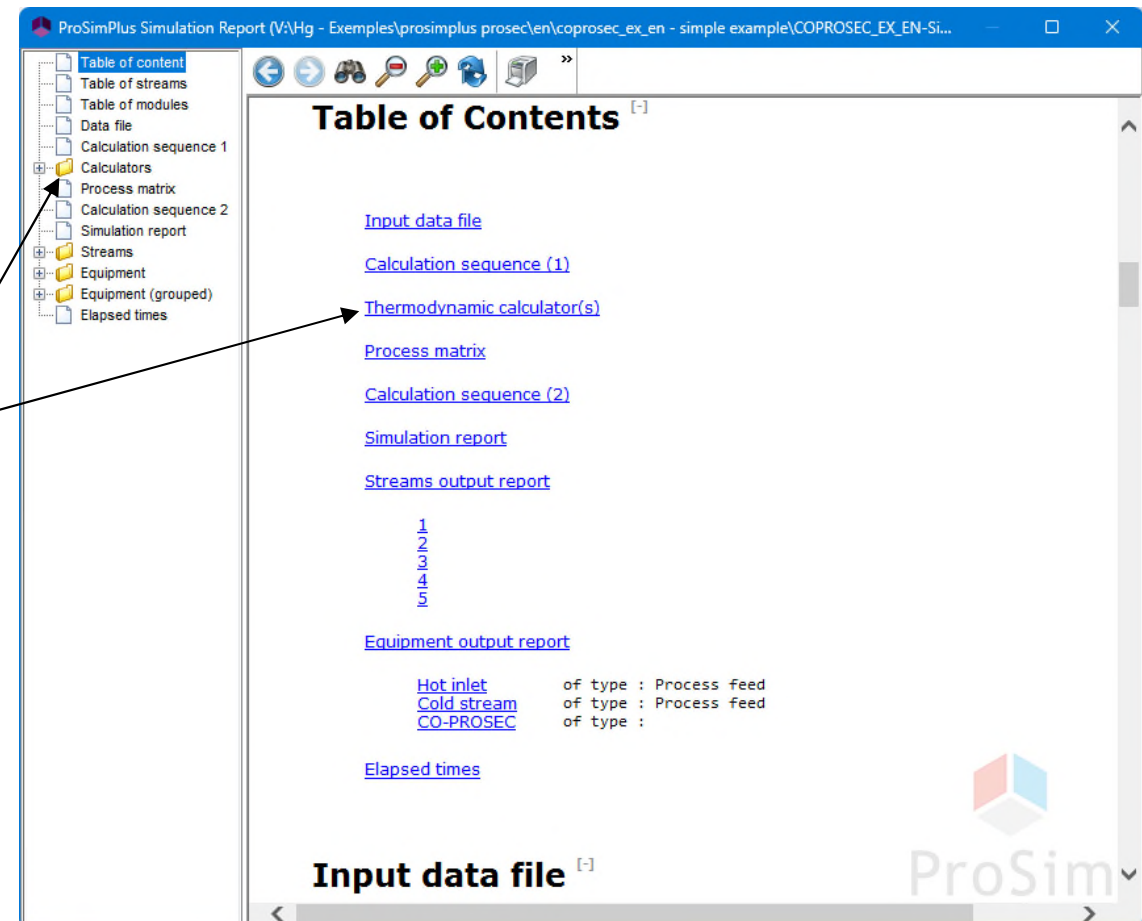 ProSimPlus Simulation Report (V:\Hg - Exemples\prosimplus prosec\en\coprosec_ex_en - simple example\COPROSEC_EX_EN-Si...
Table of content
Table of streams
Table of modules
Data file
Calculation sequence 1
Calculators
Process matrix
Calculation sequence 2
Simulation report
Streams
Equipment
Equipment (grouped)
Elapsed times
»
Table of Contents [-]
Input data file
Calculation sequence (1)
Thermodynamic calculator(s)
Process matrix
Calculation sequence (2)
Simulation report
Streams output report
1
2
3
4
5
Equipment output report
Hot inlet of type : Process feed
Cold stream of type : Process feed
CO-PROSEC of type :
Elapsed times
Input data file [-]
ProSim